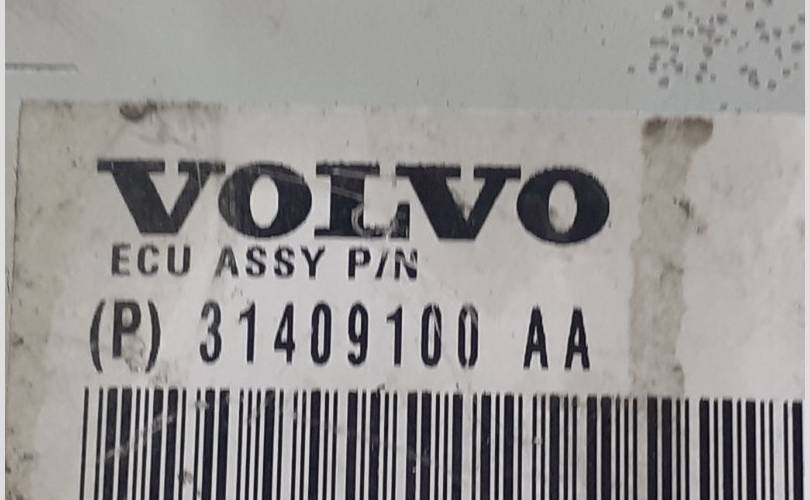 VOLVO
ECU ASSY P/N
(P) 31409100 AA